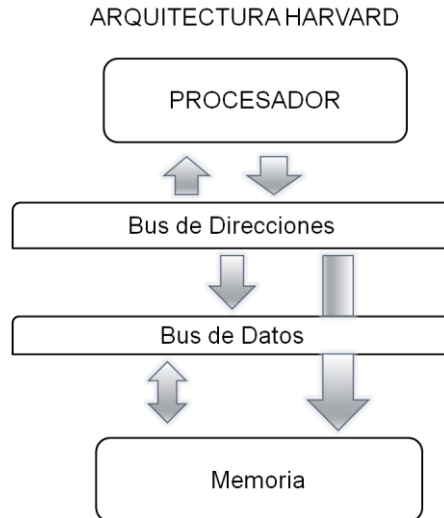 ARQUITECTURA HARVARD
PROCESADOR
Bus de Direcciones
Bus de Datos
Memoria